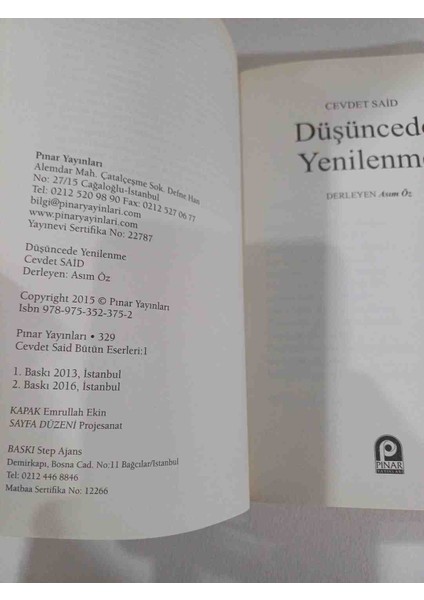 Pınar Yayınları
Alemdar Mah. Çatalçeşme Sok. Defne Han
No: 27/15 Cağaloğlu-İstanbul
Tel: 0212 520 98 90 Fax: 0212 527 06 77
bilgi@pinaryayinlari.com
www.pinaryayinlari.com
Yayınevi Sertifika No: 22787
Düşüncede Yenilenme
Cevdet SAİD
Derleyen: Asım Öz
Copyright 2015 © Pınar Yayınları
Isbn 978-975-352-375-2
Pınar Yayınları • 329
Cevdet Said Bütün Eserleri:1
1. Baskı 2013, İstanbul
2. Baskı 2016, İstanbul
KAPAK Emrullah Ekin
SAYFA DÜZENİ Projesanat
BASKI Step Ajans
Demirkapı, Bosna Cad. No:11 Bağcılar/İstanbul
Tel: 0212 446 8846
Matbaa Sertifika No: 12266
CEVDET SAİD
Düşüncede
Yenilenme
DERLEYEN Asım Öz
PINAR